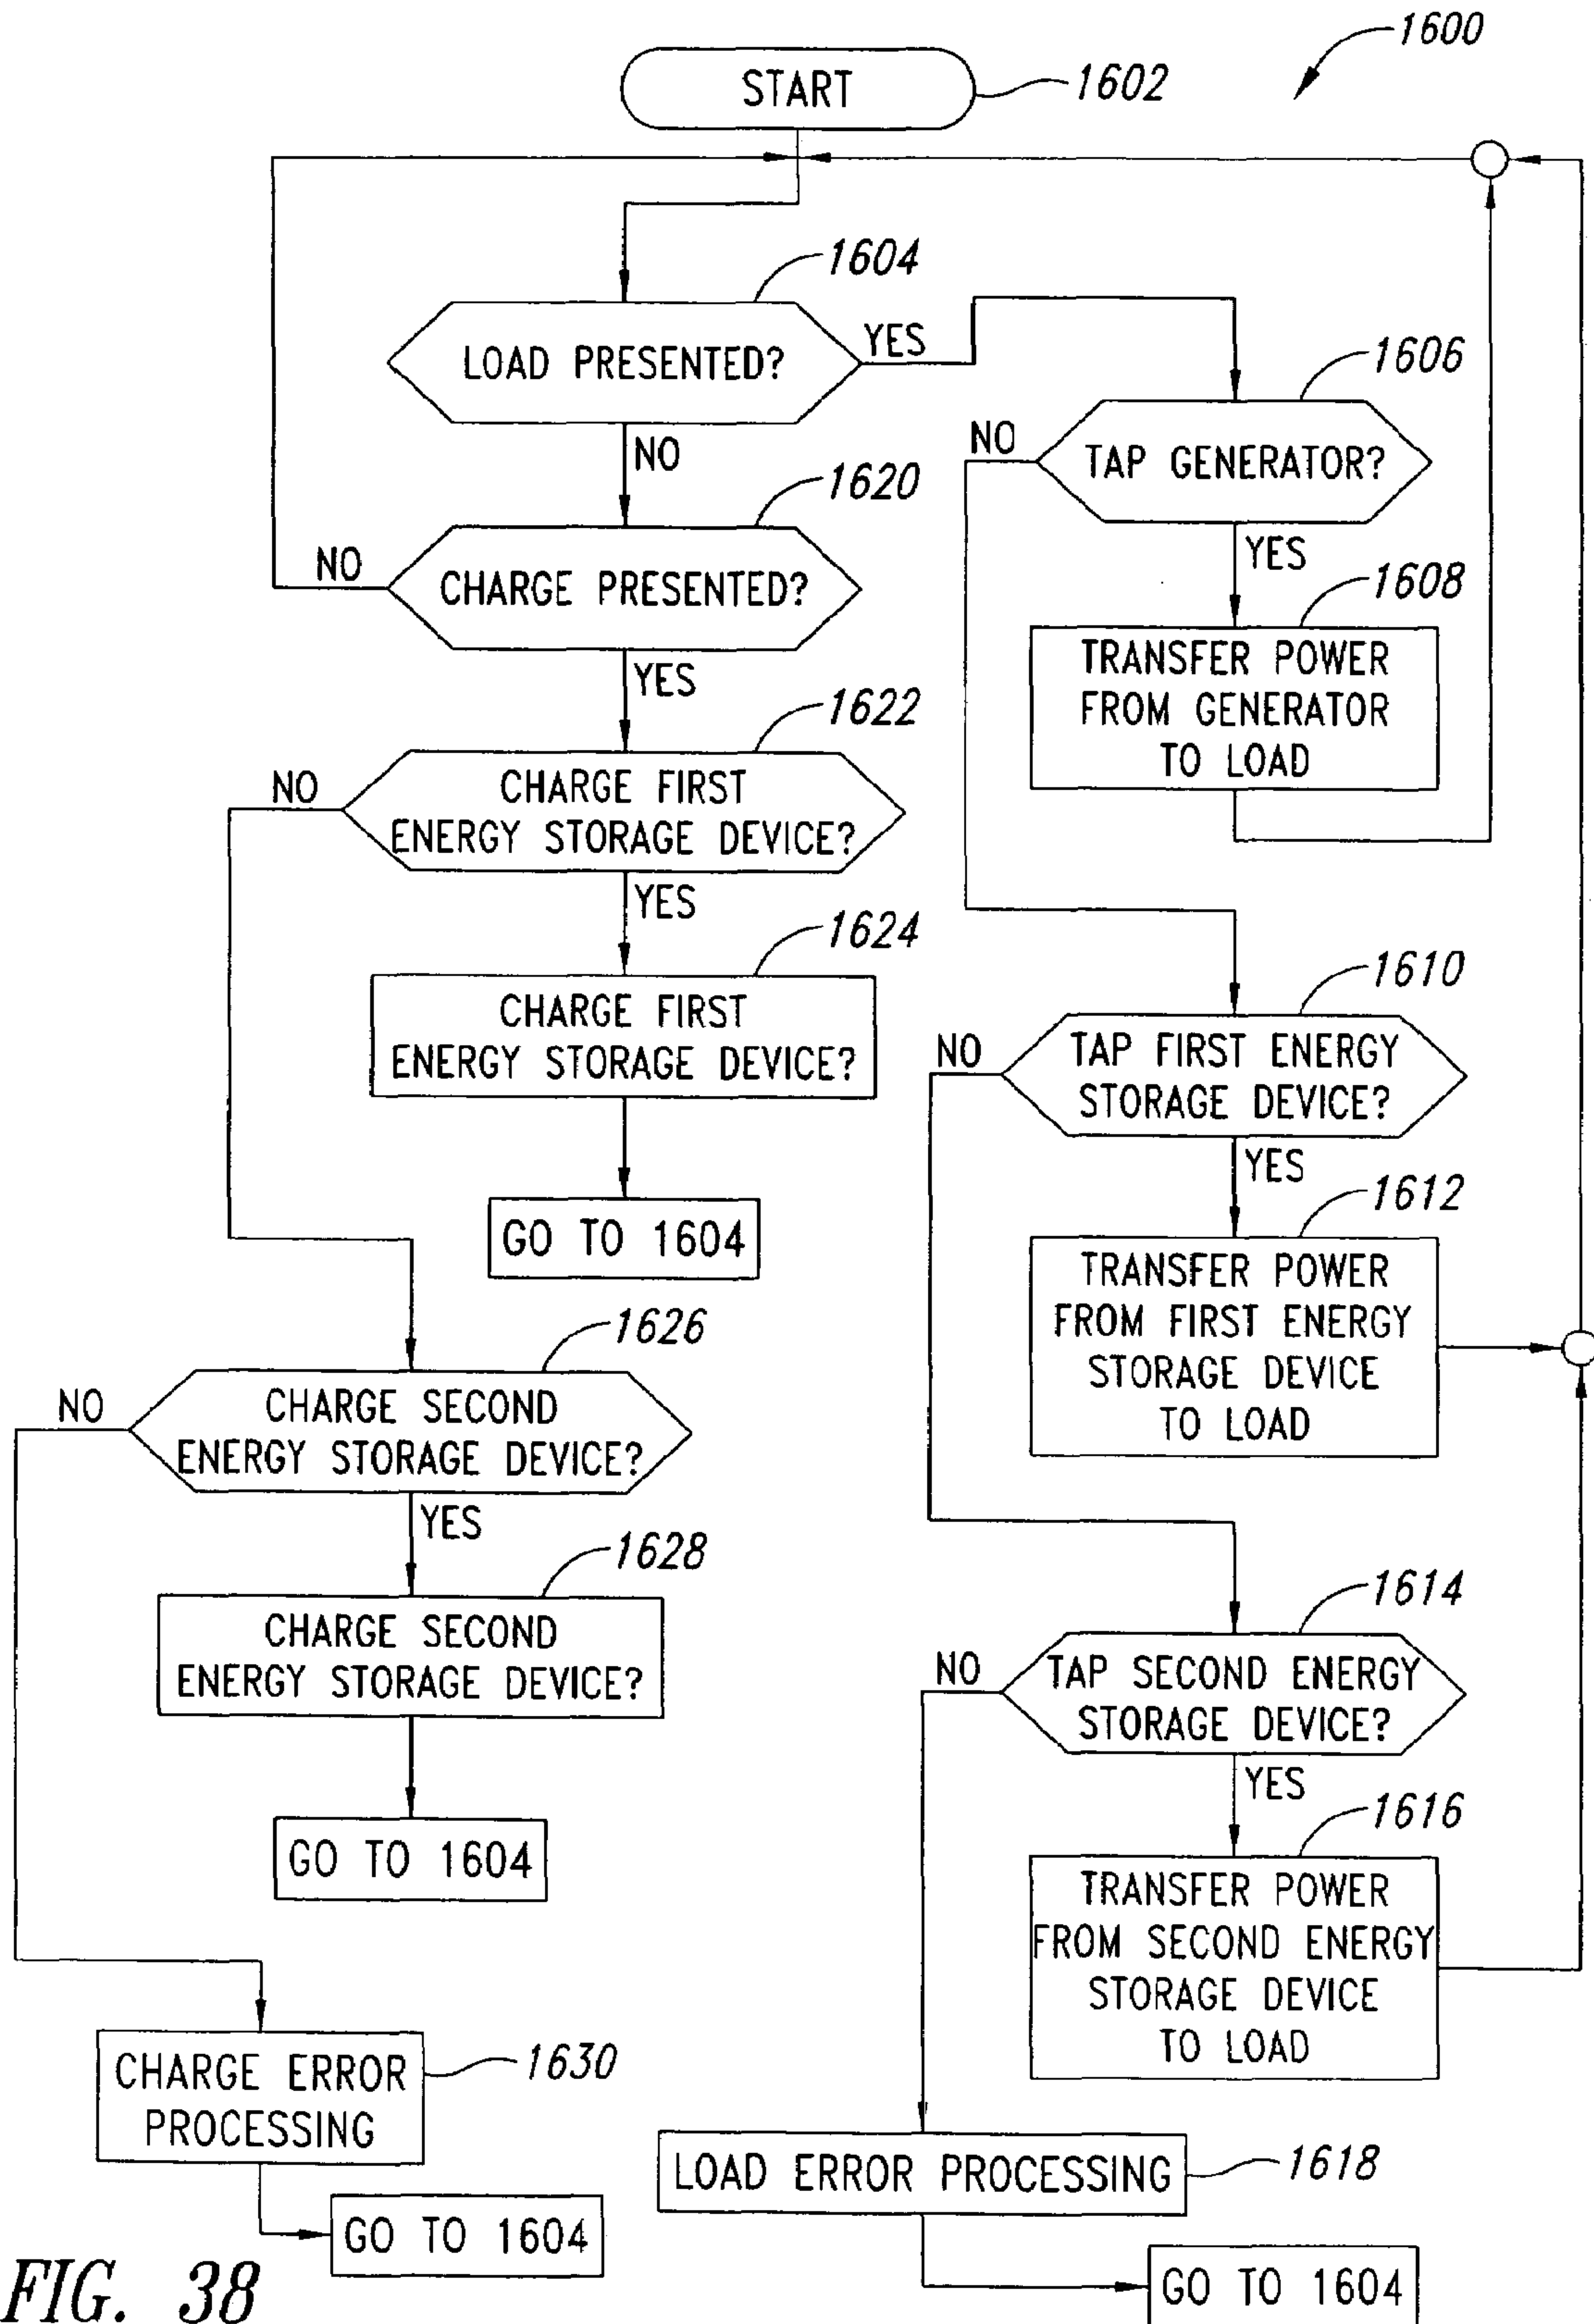 1600
START
1602
1604
LOAD PRESENTED?
YES
NO
1606
TAP GENERATOR?
NO
YES
1608
TRANSFER POWER
FROM GENERATOR
TO LOAD
1620
CHARGE PRESENTED?
NO
YES
1622
CHARGE FIRST
ENERGY STORAGE DEVICE?
NO
YES
1624
CHARGE FIRST
ENERGY STORAGE DEVICE?
GO TO 1604
1610
TAP FIRST ENERGY
STORAGE DEVICE?
NO
YES
1612
TRANSFER POWER
FROM FIRST ENERGY
STORAGE DEVICE
TO LOAD
1626
CHARGE SECOND
ENERGY STORAGE DEVICE?
NO
YES
1628
CHARGE SECOND
ENERGY STORAGE DEVICE?
GO TO 1604
1614
TAP SECOND ENERGY
STORAGE DEVICE?
NO
YES
1616
TRANSFER POWER
FROM SECOND ENERGY
STORAGE DEVICE
TO LOAD
CHARGE ERROR
PROCESSING
1630
GO TO 1604
LOAD ERROR PROCESSING
1618
GO TO 1604
FIG. 38